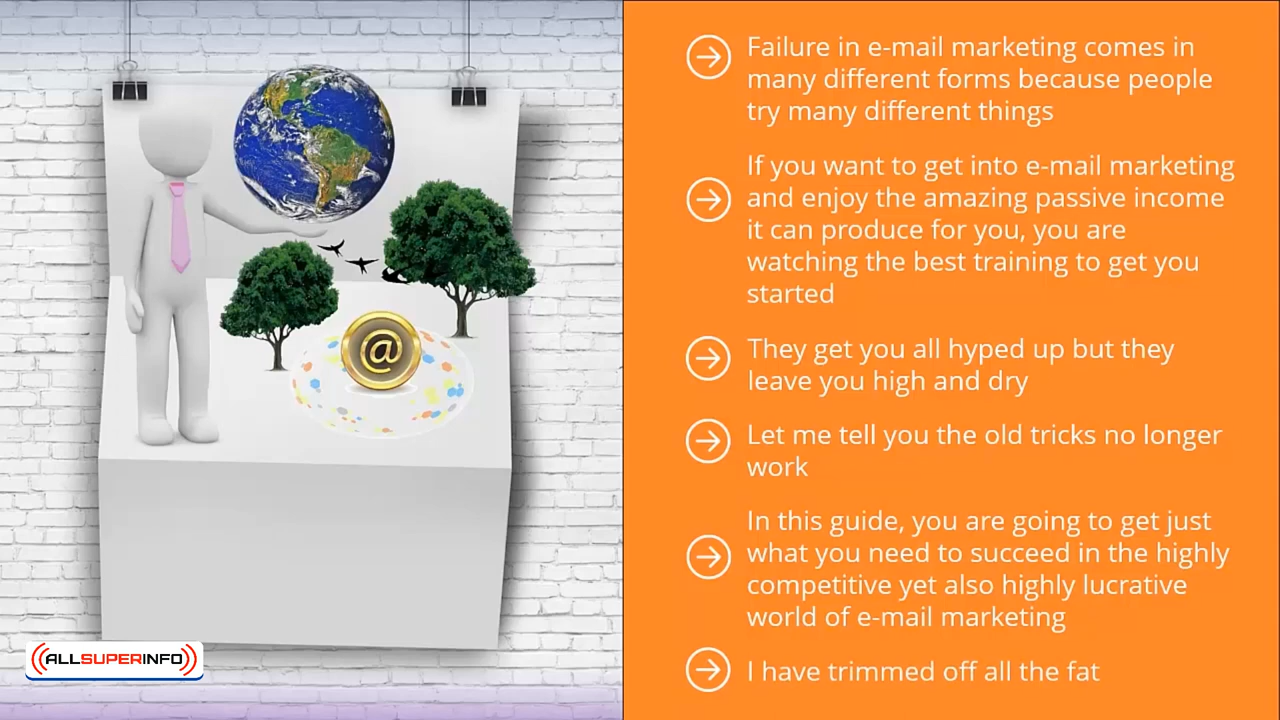 Failure in e-mail marketing comes in
many different forms because people
try many different things
If you want to get into e-mail marketing
and enjoy the amazing passive income
it can produce for you, you are
watching the best training to get you
started
They get you all hyped up but they
leave you high and dry
Let me tell you the old tricks no longer
work
In this guide, you are going to get just
what you need to succeed in the highly
competitive yet also highly lucrative
world of e-mail marketing
I have trimmed off all the fat
@
ALLSUPERINFO